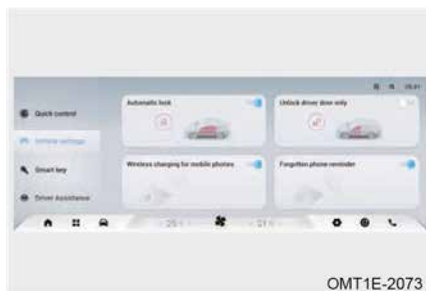 Quick control
Vehicle settings
Smart key
Driver Assistance
Automatic lock
Unlock driver door only
Wireless charging for mobile phones
Forgotten phone reminder
OMT1E-2073